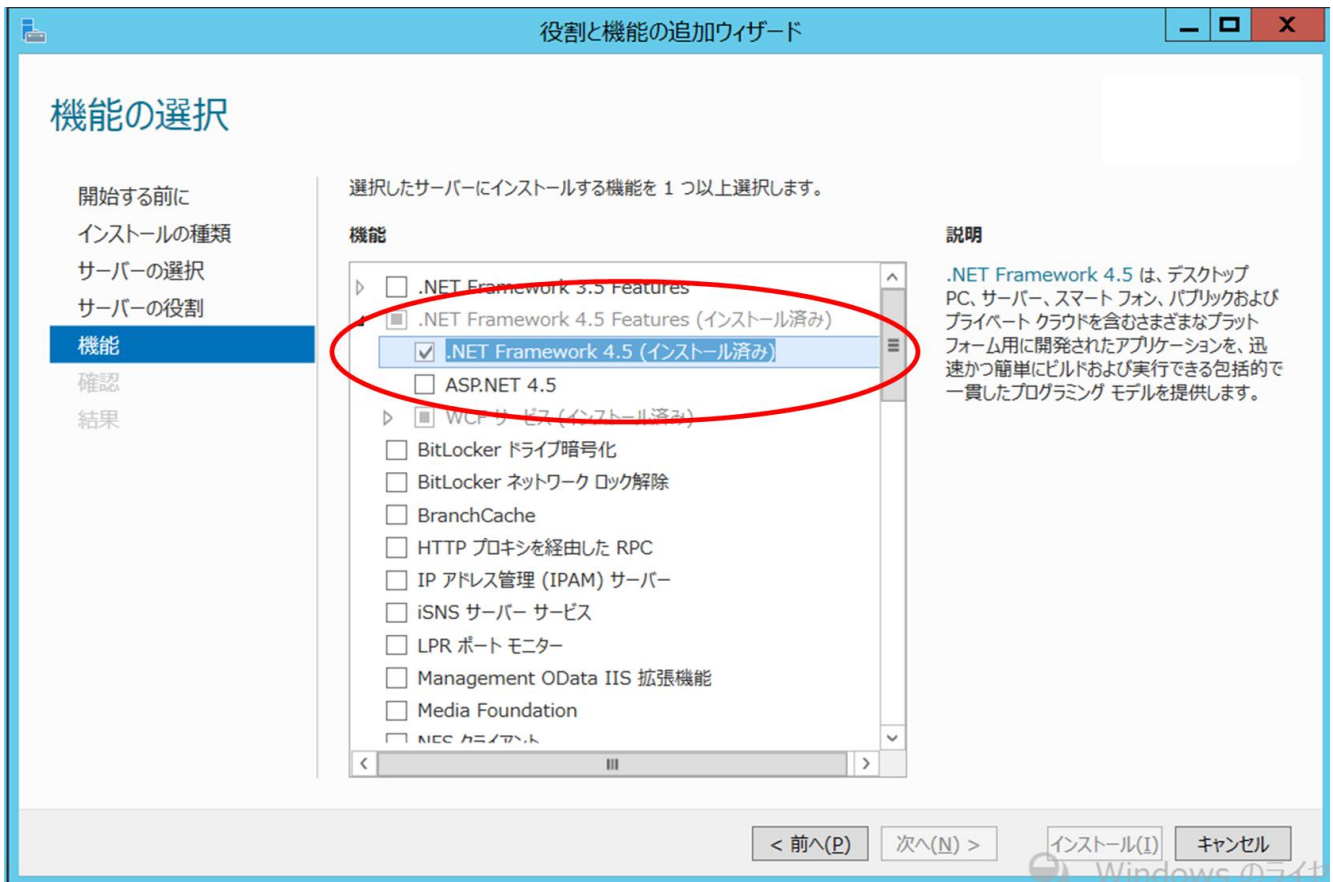 役割と機能の追加ウィザード
機能の選択
開始する前に
インストールの種類
サーバーの選択
サーバーの役割
機能
確認
結果
選択したサーバーにインストールする機能を 1 つ以上選択します。
機能
.NET Framework 3.5 Features
.NET Framework 4.5 Features (インストール済み)
.NET Framework 4.5 (インストール済み)
ASP.NET 4.5
WCF サービス (インストール済み)
BitLocker ドライブ暗号化
BitLocker ネットワーク ロック解除
BranchCache
HTTP プロキシを経由した RPC
IP アドレス管理 (IPAM) サーバー
iSNS サーバー サービス
LPR ポート モニター
Management OData IIS 拡張機能
Media Foundation
NFS クライアント
説明
.NET Framework 4.5 は、デスクトップ
PC、サーバー、スマート フォン、パブリックおよび
プライベート クラウドを含むさまざまなプラット
フォーム用に開発されたアプリケーションを、迅
速かつ簡単にビルドおよび実行できる包括的で
一貫したプログラミング モデルを提供します。
< 前へ(P)
次へ(N) >
インストール(I)
キャンセル
Windows のライセ